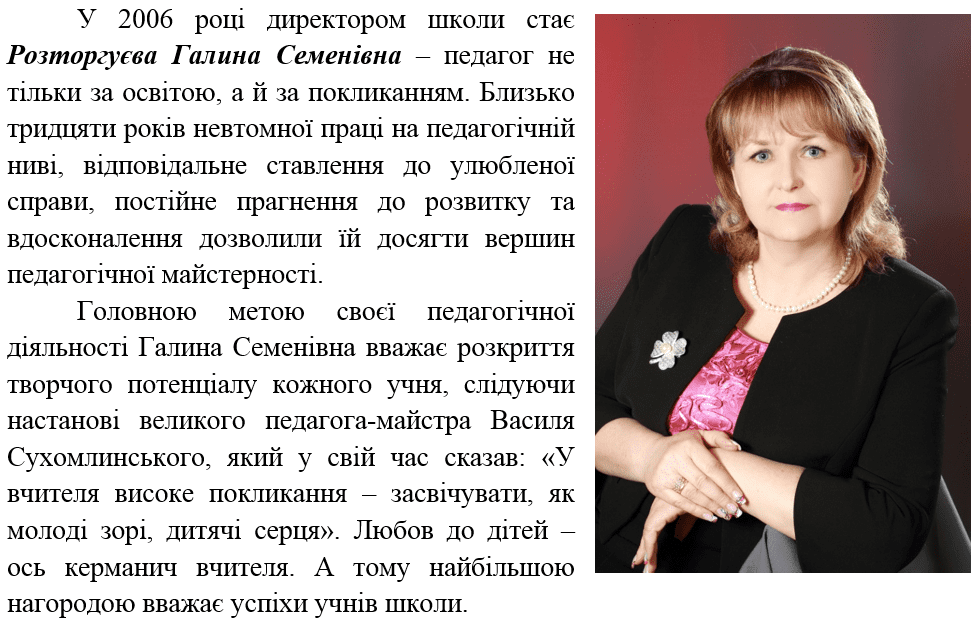 У 2006 році директором школи стає
Розторгуєва Галина Семенівна – педагог не
тільки за освітою, а й за покликанням. Близько
тридцяти років невтомної праці на педагогічній
ниві, відповідальне ставлення до улюбленої
справи, постійне прагнення до розвитку та
вдосконалення дозволили їй досягти вершин
педагогічної майстерності.
Головною метою своєї педагогічної
діяльності Галина Семенівна вважає розкриття
творчого потенціалу кожного учня, слідуючи
настанові великого педагога-майстра Василя
Сухомлинського, який у свій час сказав: «У
вчителя високе покликання – засвічувати, як
молоді зорі, дитячі серця». Любов до дітей –
ось керманич вчителя. А тому найбільшою
нагородою вважає успіхи учнів школи.